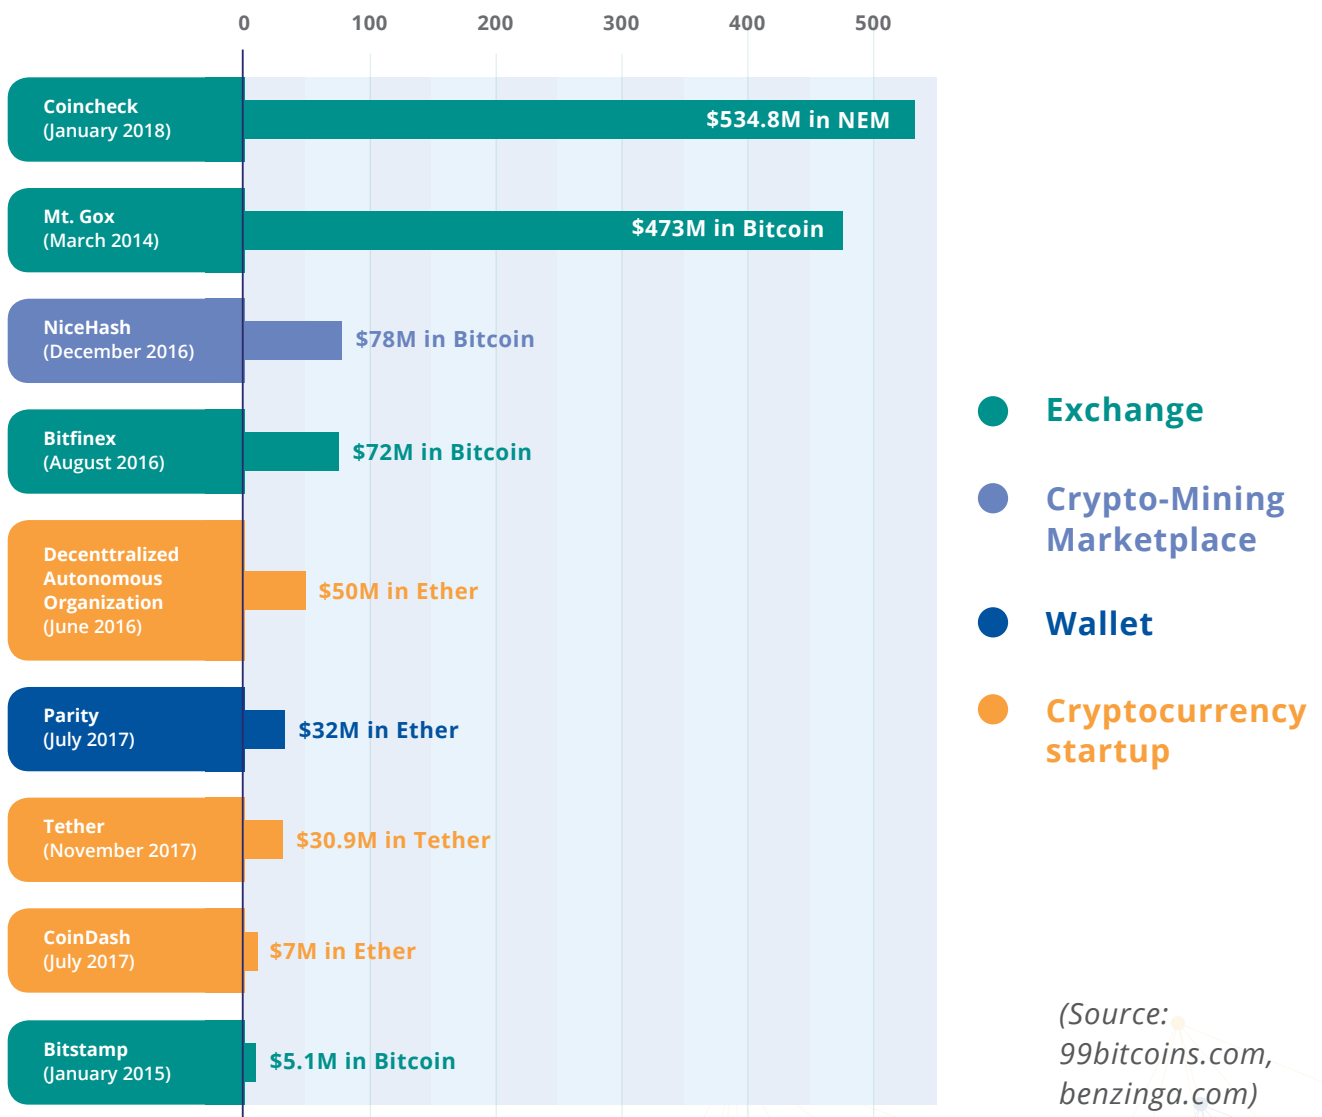 0 100 200 300 400 500
Coincheck
(January 2018)
$534.8M in NEM
Mt. Gox
(March 2014)
$473M in Bitcoin
NiceHash
(December 2016)
$78M in Bitcoin
Bitfinex
(August 2016)
$72M in Bitcoin
Decenttralized
Autonomous
Organization
(June 2016)
$50M in Ether
Parity
(July 2017)
$32M in Ether
Tether
(November 2017)
$30.9M in Tether
CoinDash
(July 2017)
$7M in Ether
Bitstamp
(January 2015)
$5.1M in Bitcoin
Exchange
Crypto-Mining
Marketplace
Wallet
Cryptocurrency
startup
(Source:
99bitcoins.com,
benzinga.com)